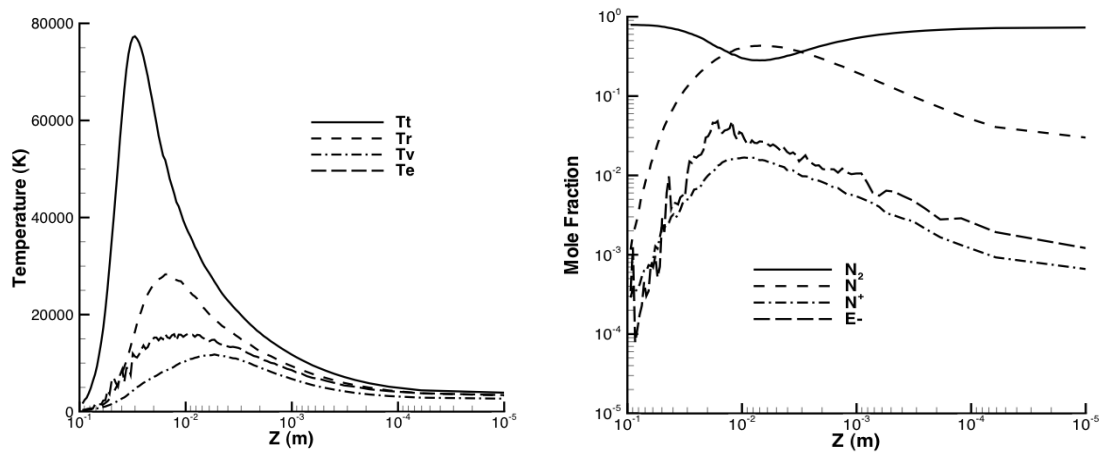 80000
60000
40000
20000
0
Temperature (K)
10-1
10-2
10-3
10-4
10-5
Z (m)
Tt
Tr
Tv
Te
100
10-1
10-2
10-3
10-4
10-5
Mole Fraction
10-1
10-2
10-3
10-4
10-5
Z (m)
N2
N
N+
E-